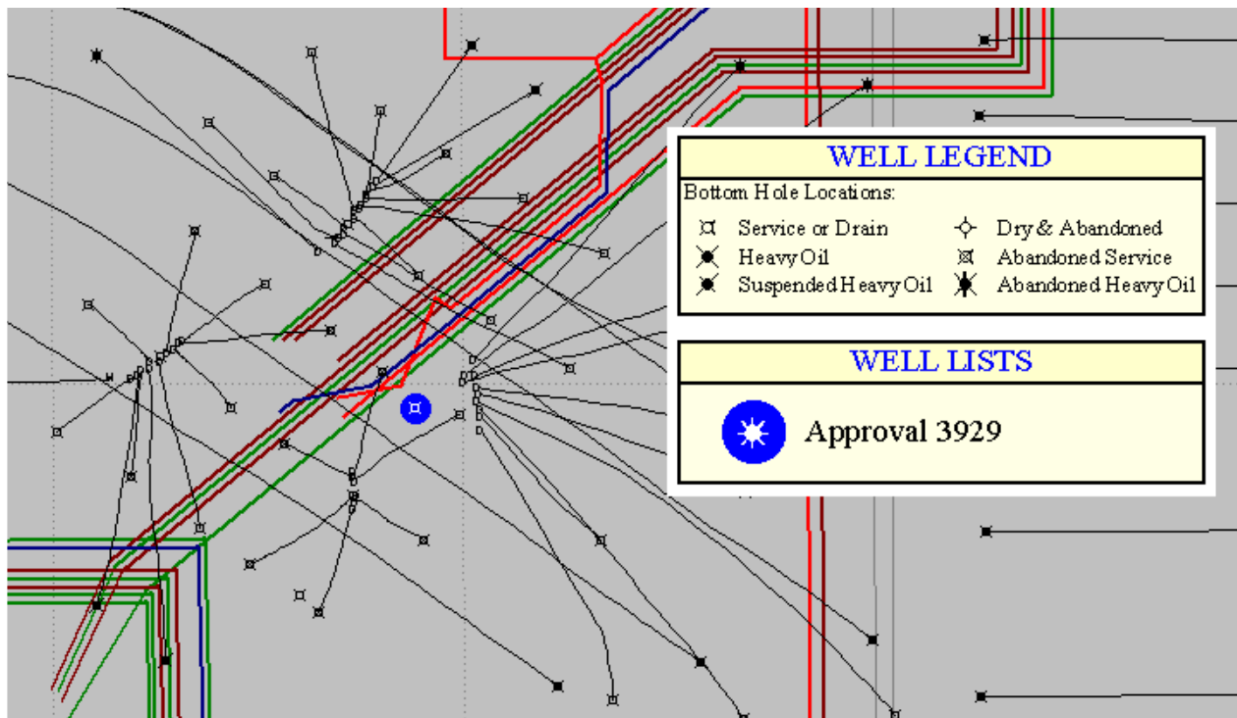 WELL LEGEND
Bottom Hole Locations:
Service or Drain
Dry & Abandoned
Heavy Oil
Abandoned Service
Suspended Heavy Oil
Abandoned Heavy Oil
WELL LISTS
Approval 3929